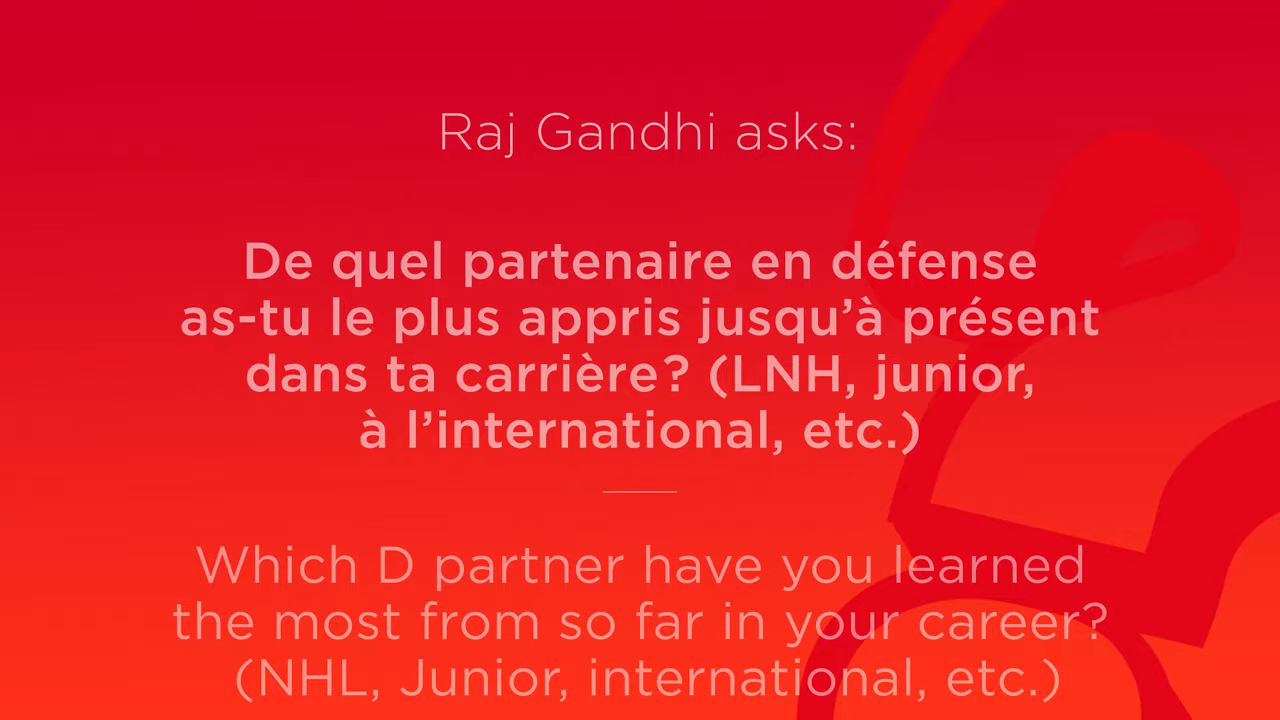 Raj Gandhi asks:
De quel partenaire en défense
as-tu le plus appris jusqu’à présent
dans ta carrière? (LNH, junior,
à l’international, etc.)
Which D partner have you learned
the most from so far in your career?
(NHL, Junior, international, etc.)